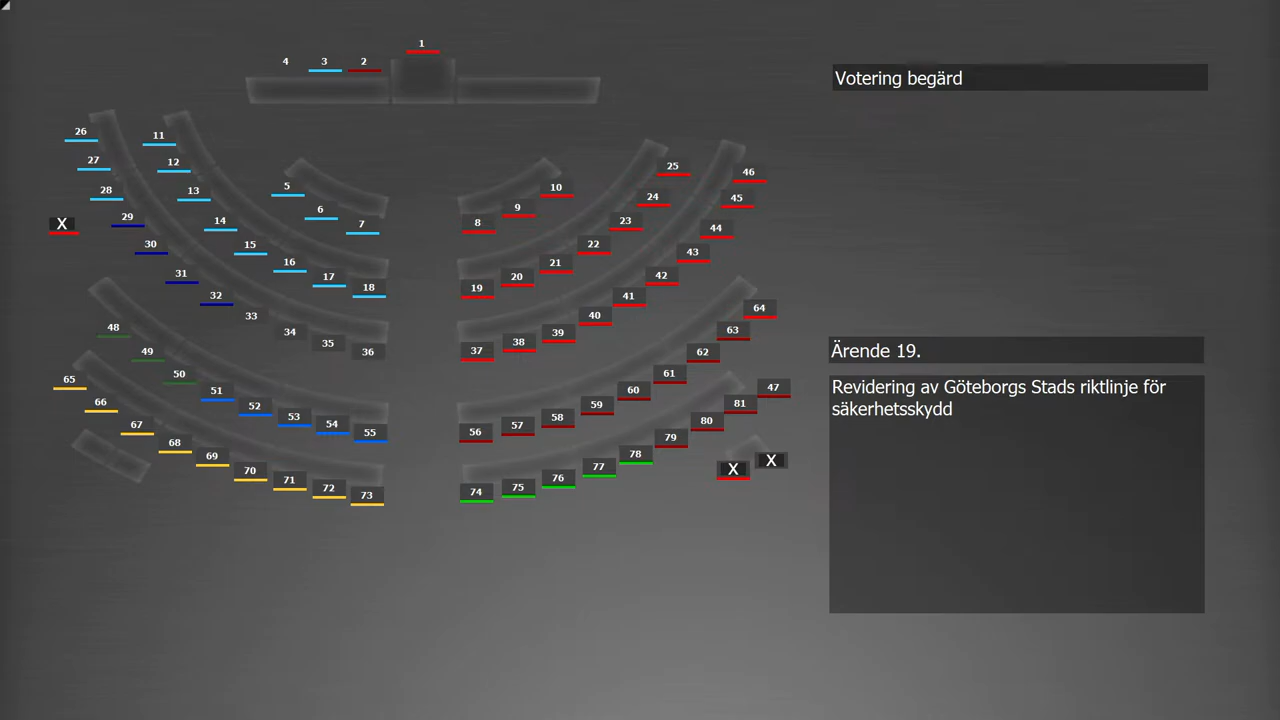 1
4 3 2
Votering begärd
26 11
27 12 25 46
28 13 5 10 24 45
X 29 14 6 9 23 44
30 15 7 8 22 43
31 16 17 18 19 20 21 42
32 33 34 35 36 37 38 39 40 41
48 49 50 51 52 53 54 55 56 57 58 59 60 61 62 63 64
65 66 67 68 69 70 71 72 73 74 75 76 77 78 79 80 81 47
X X
Ärende 19.
Revidering av Göteborgs Stads riktlinje för
säkerhetsskydd